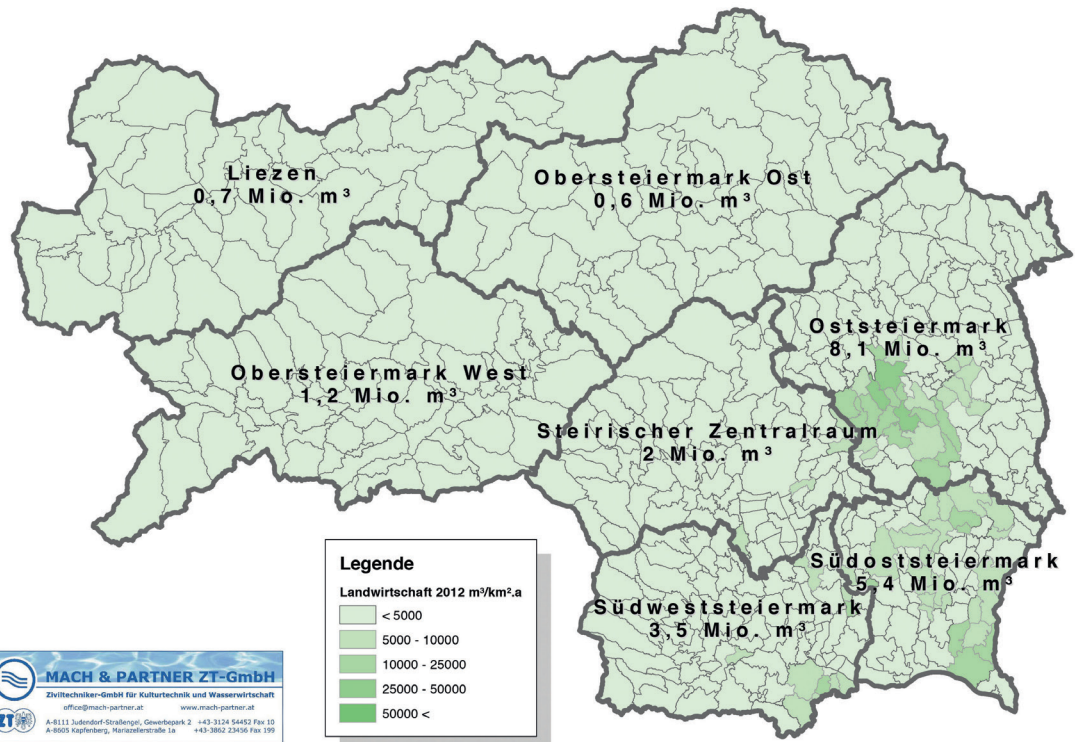 Liezen
0,7 Mio. m³
Obersteiermark Ost
0,6 Mio. m³
Oststeiermark
8,1 Mio. m³
Obersteiermark West
1,2 Mio. m³
Steirischer Zentralraum
2 Mio. m³
Südoststeiermark
5,4 Mio. m³
Südweststeiermark
3,5 Mio. m³
Legende
Landwirtschaft 2012 m³/km².a
< 5000
5000 - 10000
10000 - 25000
25000 - 50000
50000 <
MACH & PARTNER ZT-GmbH
Ziviltechniker-GmbH für Kulturtechnik und Wasserwirtschaft
office@mach-partner.at www.mach-partner.at
ZT
A-8111 Judendorf-Straßengel, Gewerbepark 2 +43-3124 54452 Fax 10
A-8605 Kapfenberg, Mariazellerstraße 1a +43-3862 23456 Fax 199